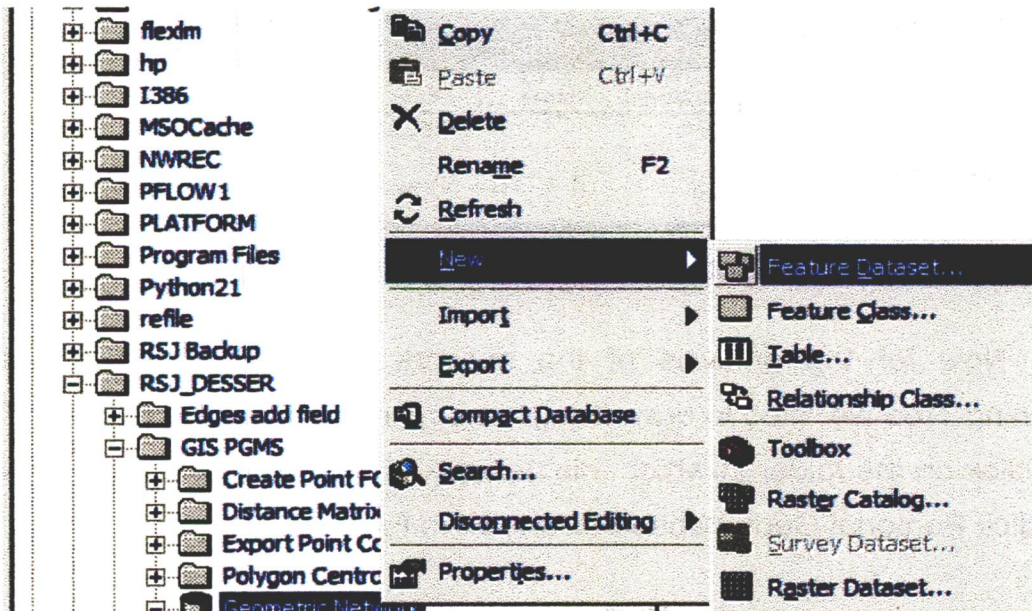 flexlm
hp
I386
MSOCache
NWREC
PFLOW1
PLATFORM
Program Files
Python21
refile
RSJ Backup
RSJ_DESSER
Edges add field
GIS PGMS
Create Point FC
Distance Matrix
Export Point Co
Polygon Centro
Geometric Network
Copy Ctrl+C
Paste Ctrl+V
Delete
Rename F2
Refresh
New
Import
Export
Compact Database
Search...
Disconnected Editing
Properties...
Feature Dataset...
Feature Class...
Table...
Relationship Class...
Toolbox
Raster Catalog...
Survey Dataset...
Raster Dataset...